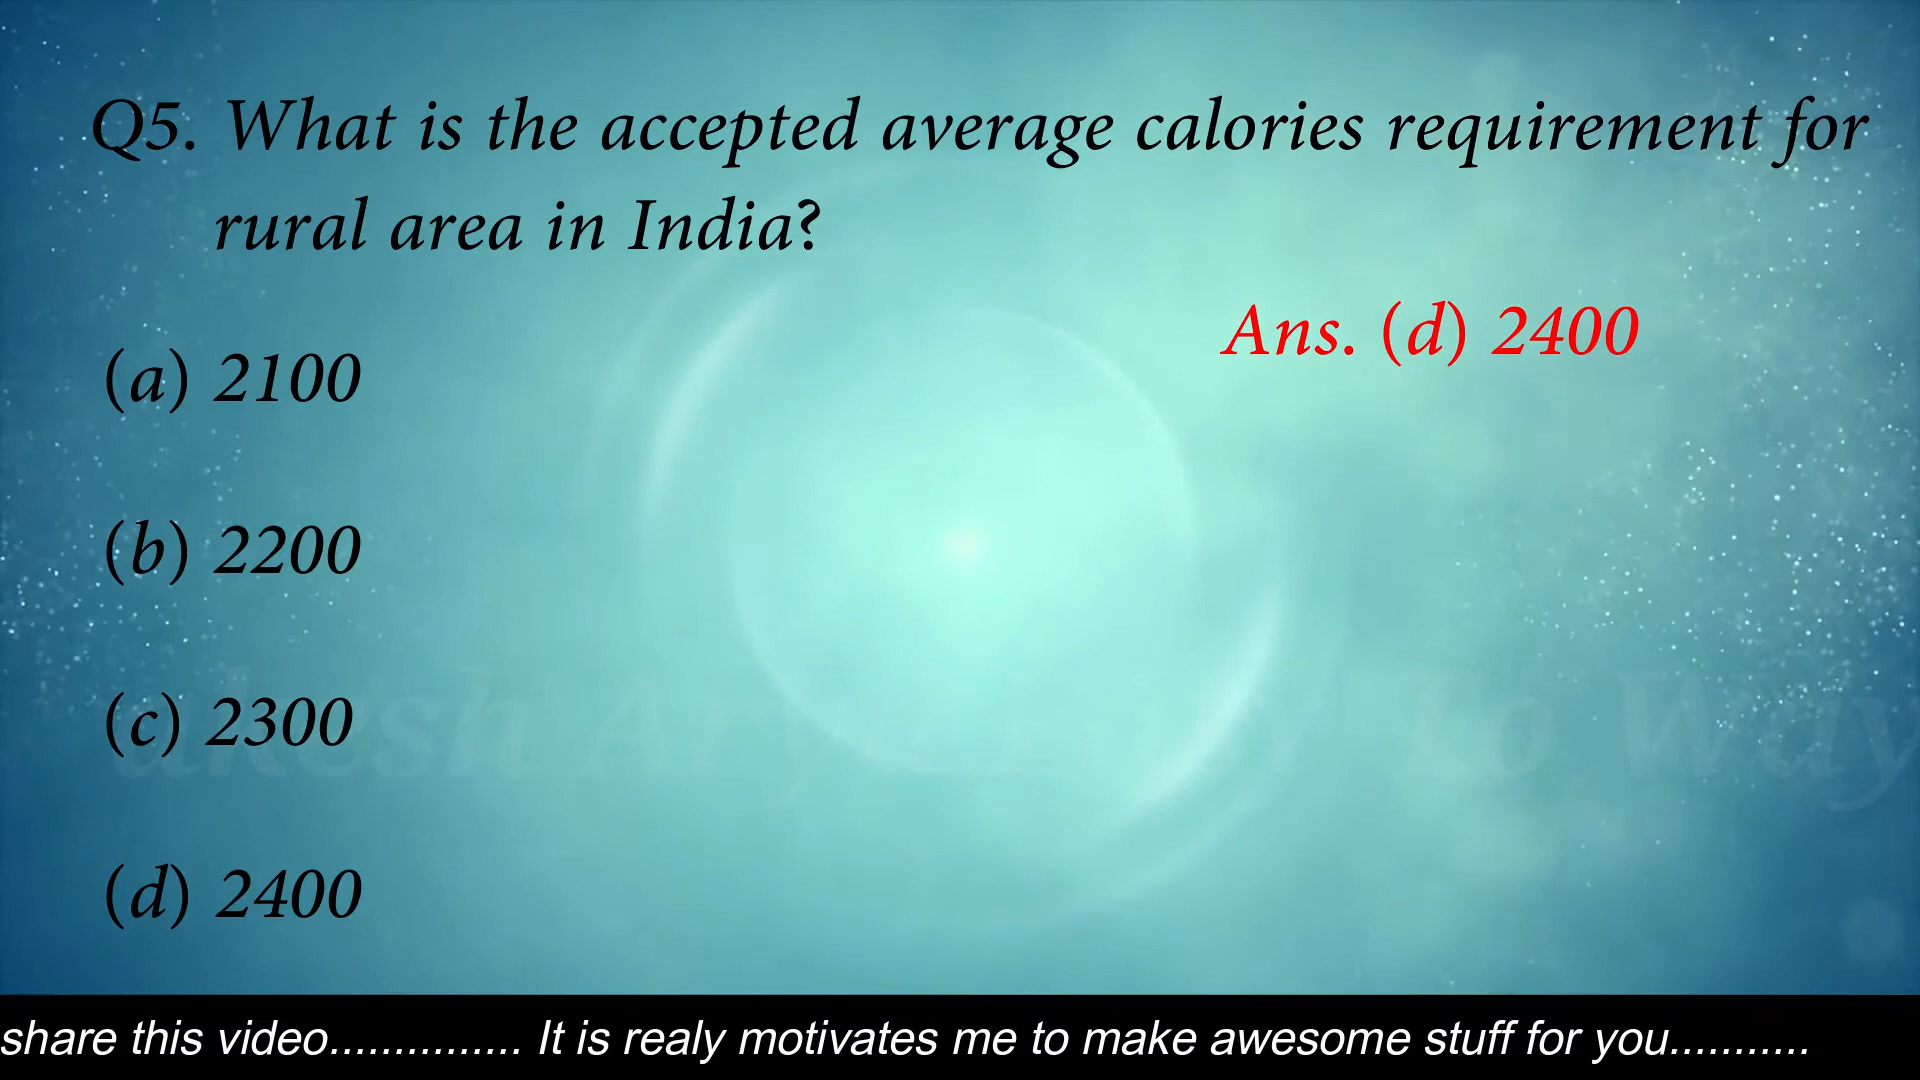 Q5. What is the accepted average calories requirement for
rural area in India?
Ans. (d) 2400
(a) 2100
(b) 2200
(c) 2300
(d) 2400
share this video............... It is realy motivates me to make awesome stuff for you...........